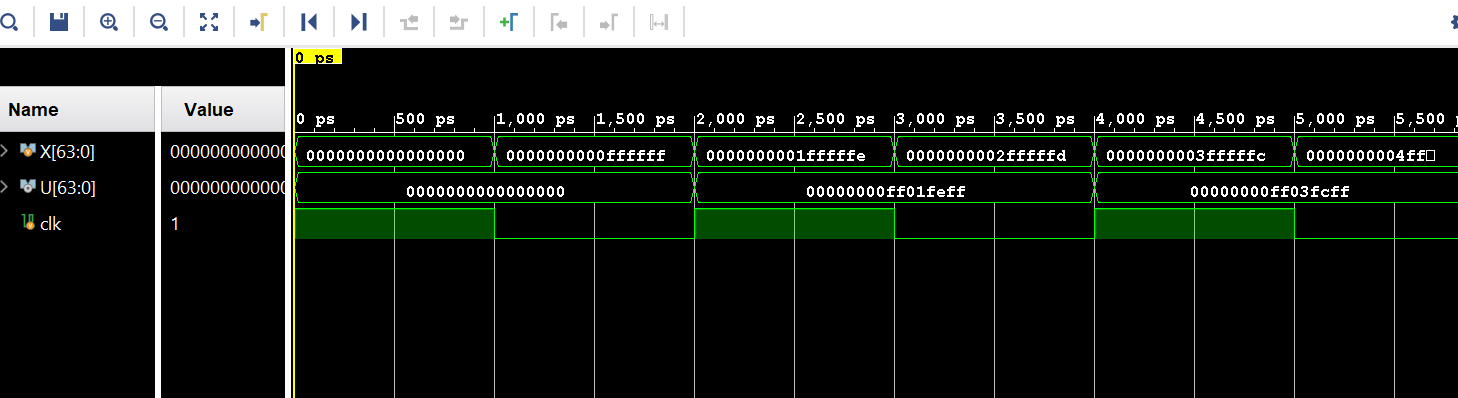 0 ps
Name Value
0 ps 500 ps 1,000 ps 1,500 ps 2,000 ps 2,500 ps 3,000 ps 3,500 ps 4,000 ps 4,500 ps 5,000 ps 5,500
X[63:0] 000000000000 0000000000000000 0000000000ffffff 0000000001fffffe 0000000002fffffd 0000000003fffffc 0000000004ff
U[63:0] 000000000000 0000000000000000 00000000ff01feff 00000000ff03fcff
clk 1